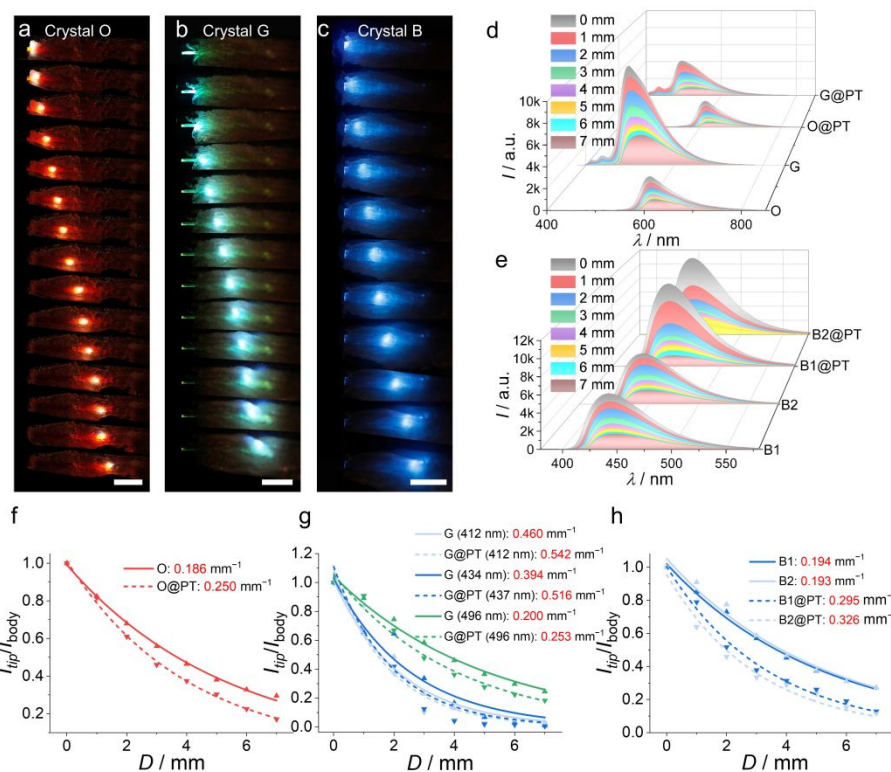 a Crystal O
b Crystal G
c Crystal B
d
0 mm
1 mm
2 mm
3 mm
4 mm
5 mm
6 mm
7 mm
10k
8k
6k
4k
2k
0
I / a.u.
400 600 800
λ / nm
G@PT
O@PT
G
O
e
0 mm
1 mm
2 mm
3 mm
4 mm
5 mm
6 mm
7 mm
12k
10k
8k
6k
4k
2k
0
I / a.u.
400 450 500 550
λ / nm
B2@PT
B1@PT
B2
B1
f
O: 0.186 mm⁻¹
O@PT: 0.250 mm⁻¹
1.0
0.8
0.6
0.4
0.2
I_tip/I_body
0 2 4 6
D / mm
g
G (412 nm): 0.460 mm⁻¹
G@PT (412 nm): 0.542 mm⁻¹
G (434 nm): 0.394 mm⁻¹
G@PT (437 nm): 0.516 mm⁻¹
G (496 nm): 0.200 mm⁻¹
G@PT (496 nm): 0.253 mm⁻¹
1.2
1.0
0.8
0.6
0.4
0.2
0.0
I_tip/I_body
0 2 4 6
D / mm
h
B1: 0.194 mm⁻¹
B2: 0.193 mm⁻¹
B1@PT: 0.295 mm⁻¹
B2@PT: 0.326 mm⁻¹
1.0
0.8
0.6
0.4
0.2
I_tip/I_body
0 2 4 6
D / mm